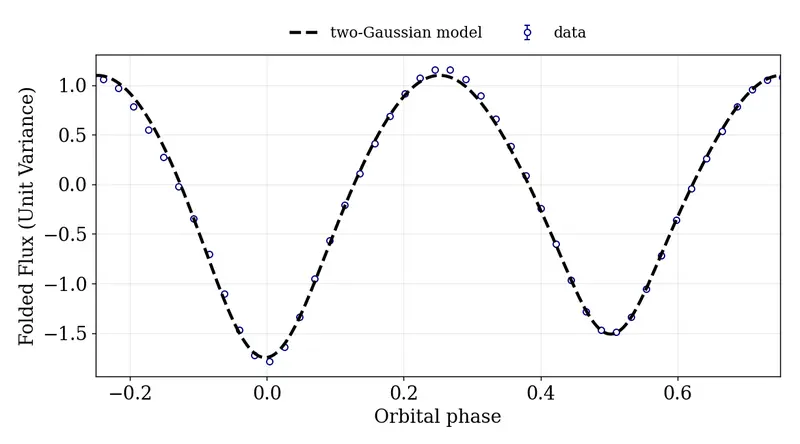 two-Gaussian model
data
Folded Flux (Unit Variance)
1.0
0.5
0.0
−0.5
−1.0
−1.5
−0.2
0.0
0.2
0.4
0.6
Orbital phase